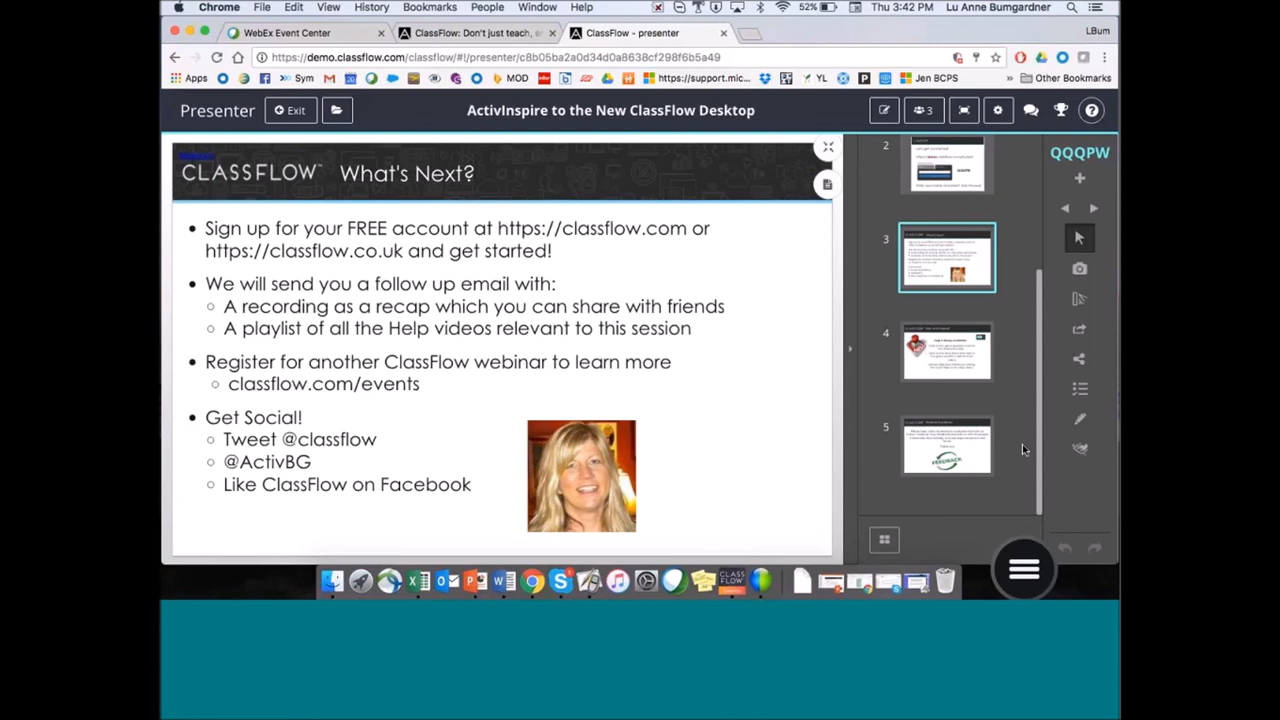 Chrome File Edit View History Bookmarks People Window Help 52% Thu 3:42 PM Lu Anne Bumgardner
WebEx Event Center
ClassFlow: Don't just teach, e
ClassFlow - presenter
LBum
https://demo.classflow.com/classflow/#!/presenter/c8b05ba2a0d34d0a8638cf298f6b5a49
Apps Sym MOD https://support.mic... YL Jen BCPS » Other Bookmarks
Presenter Exit ActivInspire to the New ClassFlow Desktop 3
QQQPW
CLASSFLOW What's Next?
• Sign up for your FREE account at https://classflow.com or
and get started!
• We will send you a follow up email with:
A recording as a recap which you can share with friends
A playlist of all the Help videos relevant to this session
• Register for another ClassFlow webinar to learn more
classflow.com/events
• Get Social!
Tweet @classflow
@ActivBG
Like ClassFlow on Facebook
2
3
4
5
FEEDBACK
CLASS
FLOW